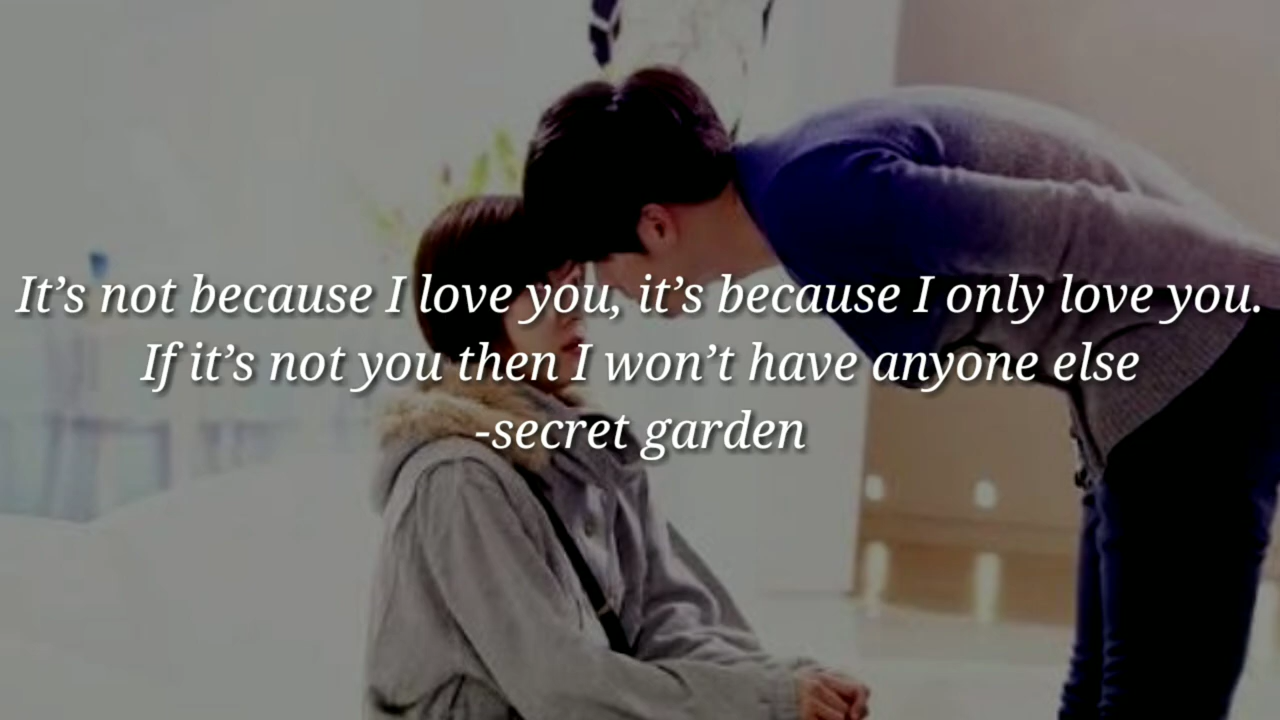 It’s not because I love you, it’s because I only love you.
If it’s not you then I won’t have anyone else
-secret garden